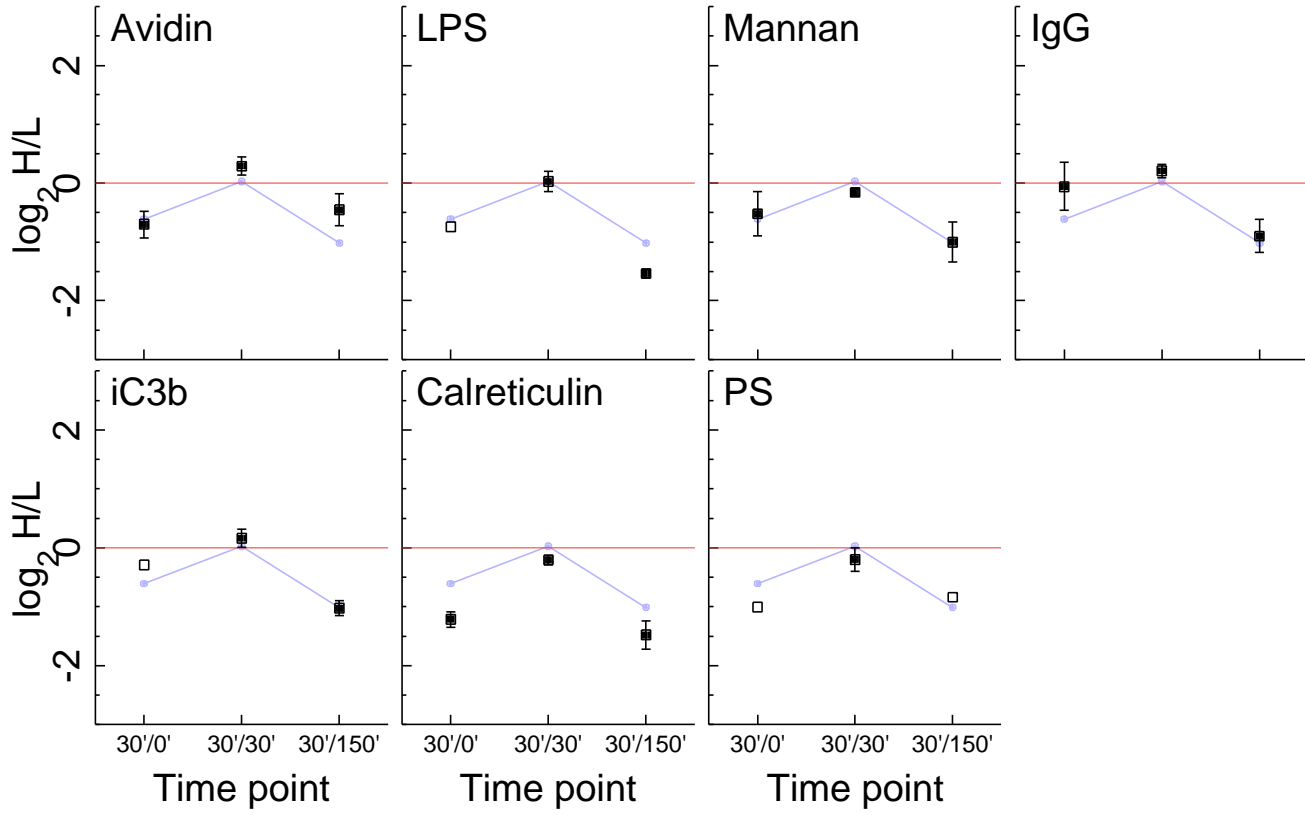 Avidin LPS Mannan IgG
log2 H/L
2
0
-2
iC3b Calreticulin PS
log2 H/L
2
0
-2
30'/0' 30'/30' 30'/150' 30'/0' 30'/30' 30'/150' 30'/0' 30'/30' 30'/150'
Time point Time point Time point